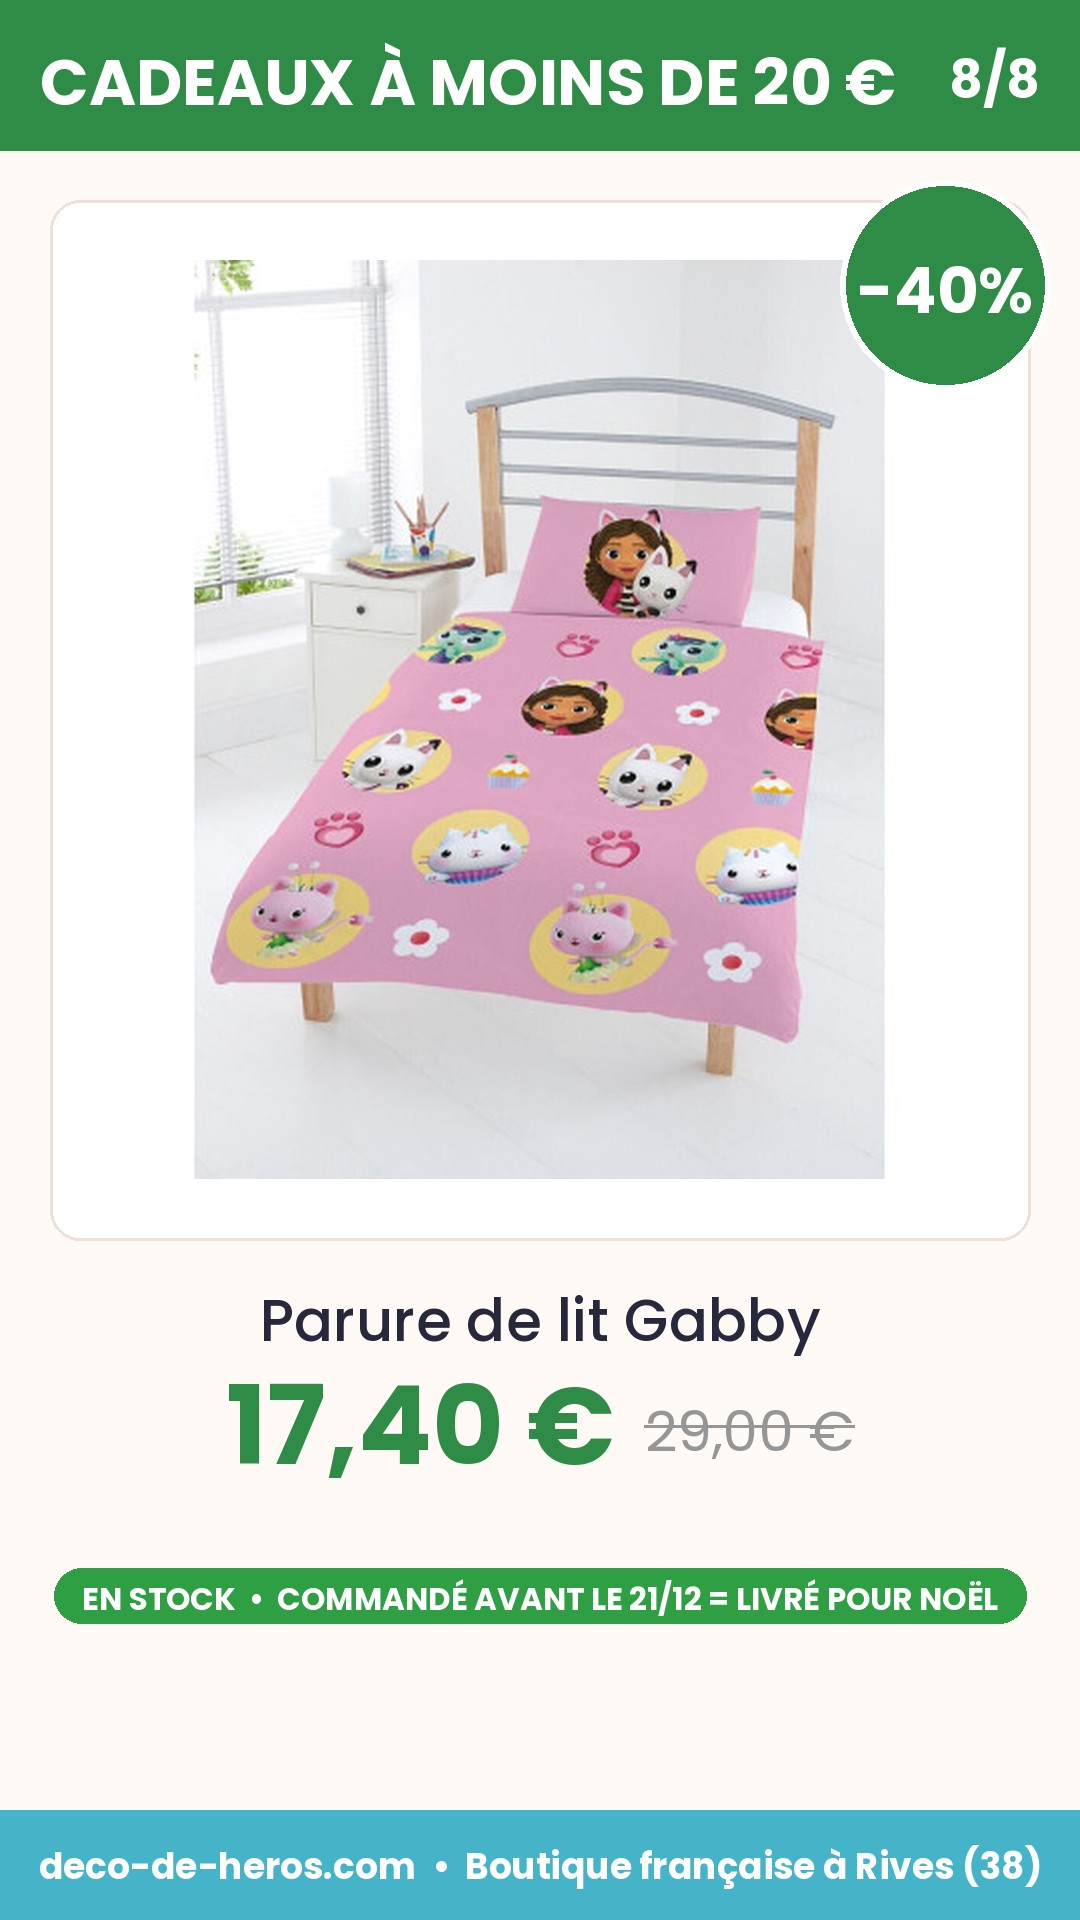 CADEAUX À MOINS DE 20 € 8/8
-40%
Parure de lit Gabby
17,40 € 29,00 €
EN STOCK • COMMANDÉ AVANT LE 21/12 = LIVRÉ POUR NOËL
deco-de-heros.com • Boutique française à Rives (38)